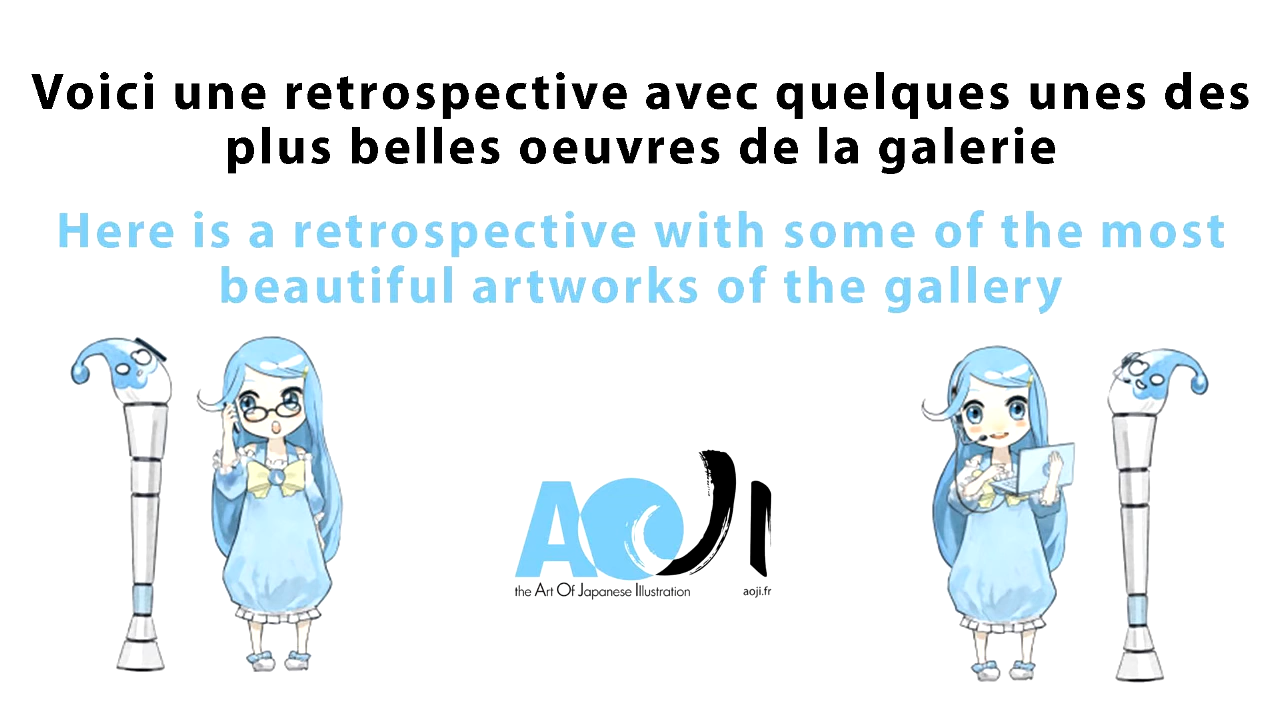 Voici une retrospective avec quelques unes des
plus belles oeuvres de la galerie
Here is a retrospective with some of the most
beautiful artworks of the gallery
AOJI
the Art Of Japanese Illustration aoji.fr